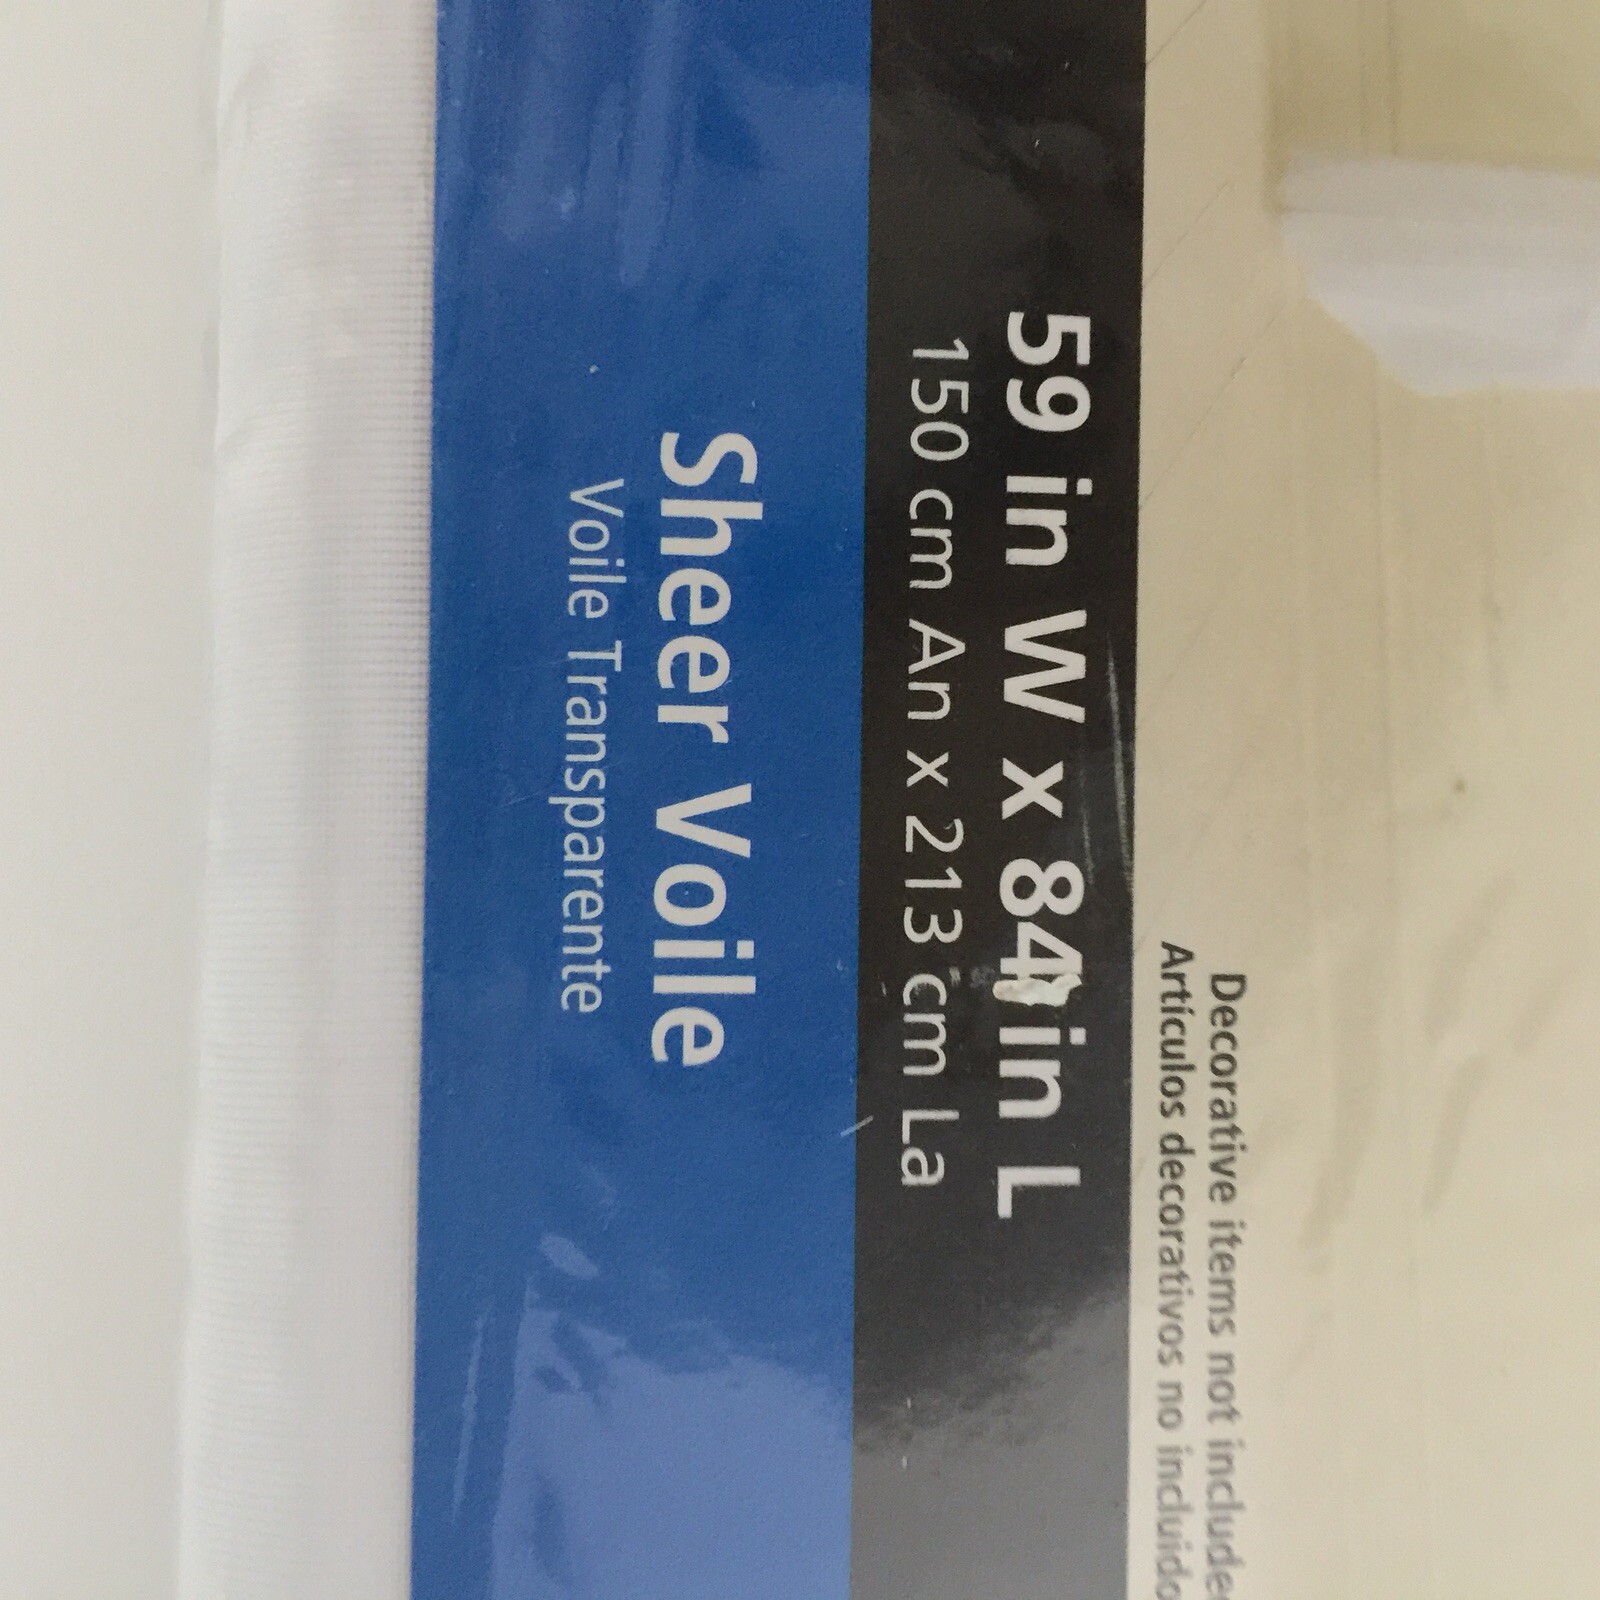 Decorative items not included
Artículos decorativos no incluido
59 in W x 84 in L
150 cm An x 213 cm La
Sheer Voile
Voile Transparente